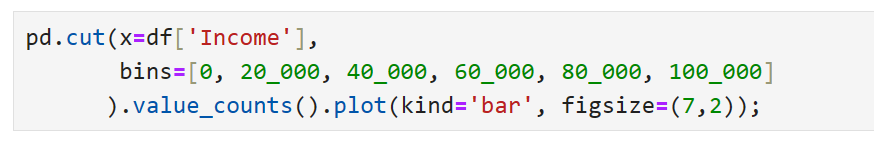 pd.cut(x=df['Income'],
       bins=[0, 20_000, 40_000, 60_000, 80_000, 100_000]
      ).value_counts().plot(kind='bar', figsize=(7,2));